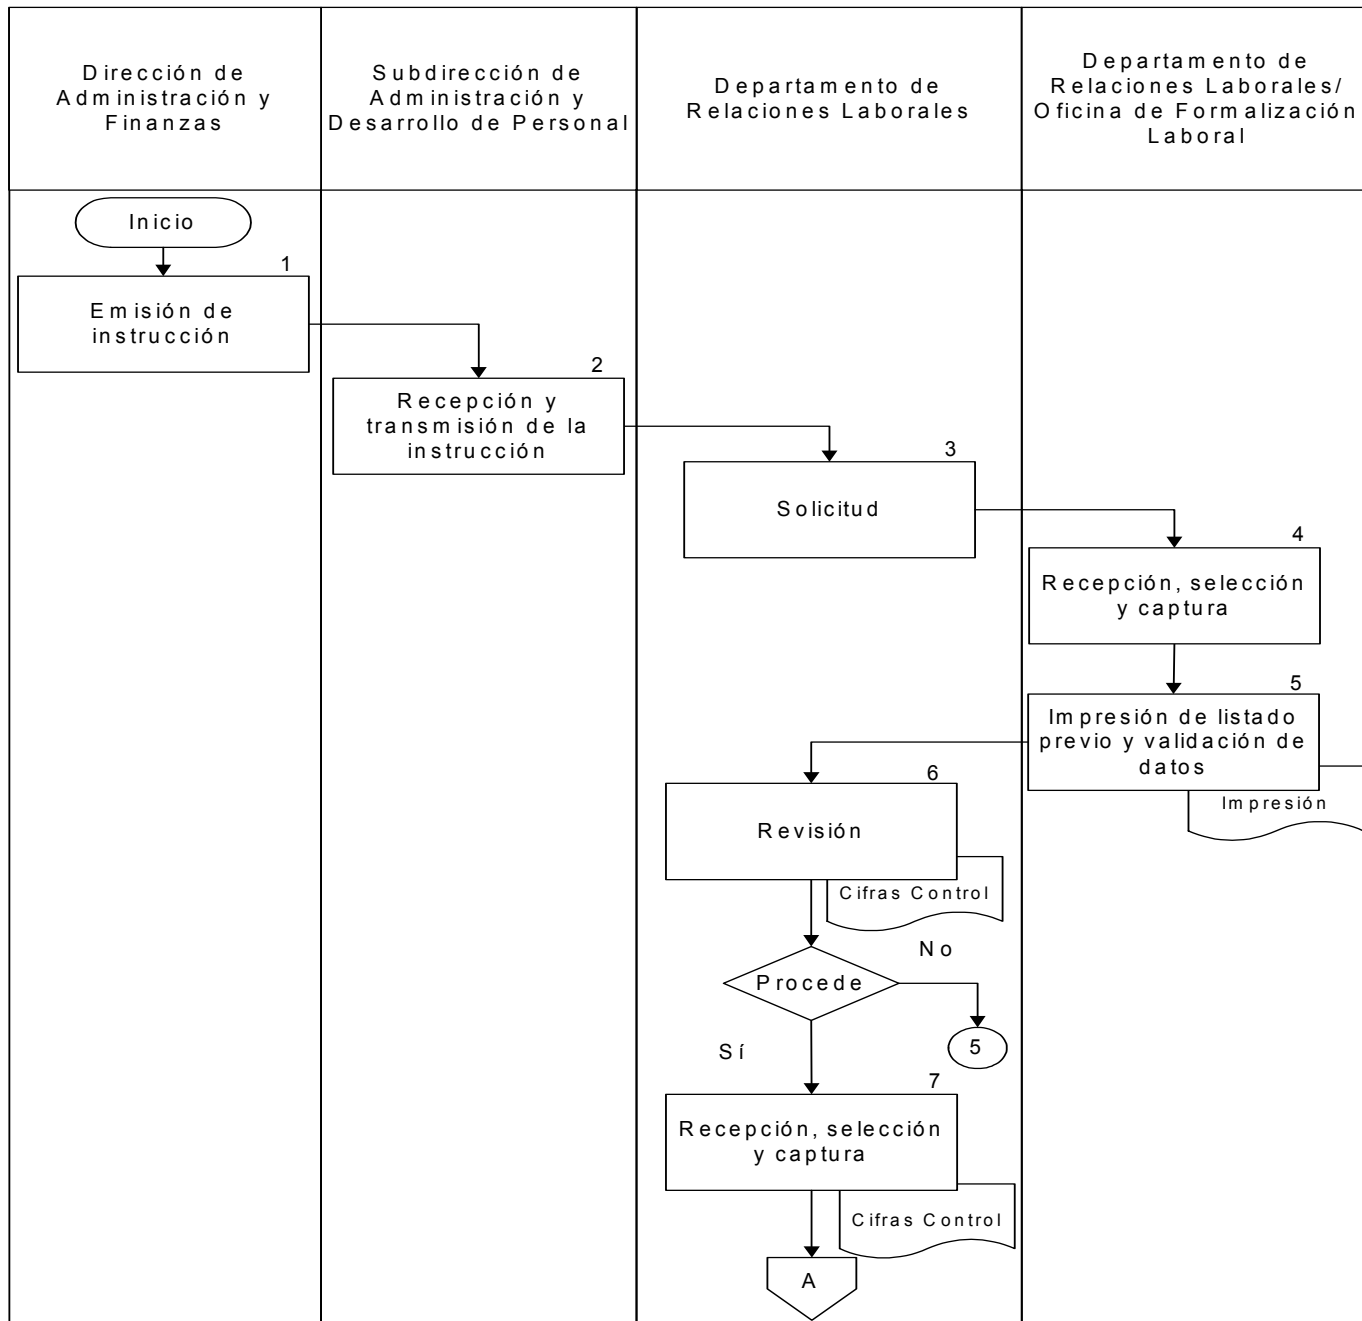 Dirección de
Administración y
Finanzas
Subdirección de
Administración y
Desarrollo de Personal
Departamento de
Relaciones Laborales
Departamento de
Relaciones Laborales/
Oficina de Formalización
Laboral
Inicio
1
Emisión de
instrucción
2
Recepción y
transmisión de la
instrucción
3
Solicitud
4
Recepción, selección
y captura
5
Impresión de listado
previo y validación de
datos
Impresión
6
Revisión
Cifras Control
No
Procede
5
Sí
7
Recepción, selección
y captura
Cifras Control
A